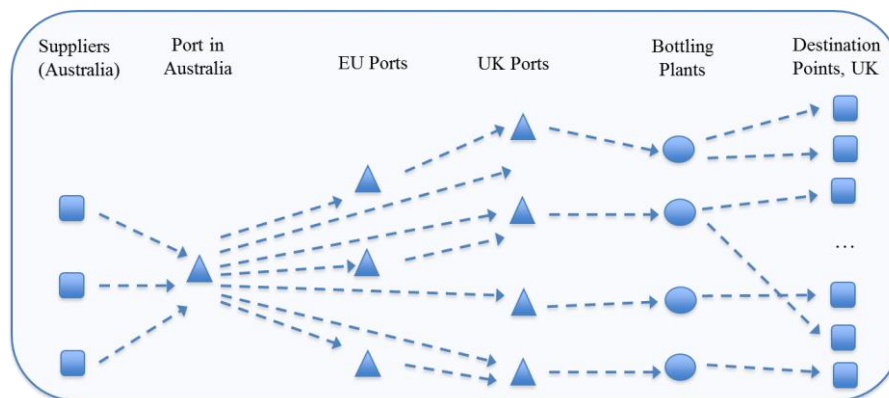 Suppliers
(Australia)
Port in
Australia
EU Ports
UK Ports
Bottling
Plants
Destination
Points, UK
...